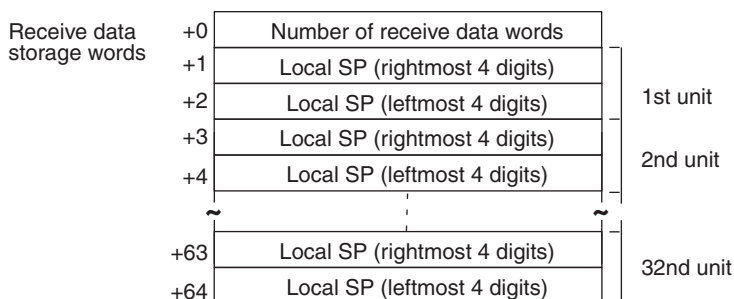 Receive data
storage words
+0 Number of receive data words
+1 Local SP (rightmost 4 digits)
+2 Local SP (leftmost 4 digits)
1st unit
+3 Local SP (rightmost 4 digits)
+4 Local SP (leftmost 4 digits)
2nd unit
~ ~
+63 Local SP (rightmost 4 digits)
+64 Local SP (leftmost 4 digits)
32nd unit